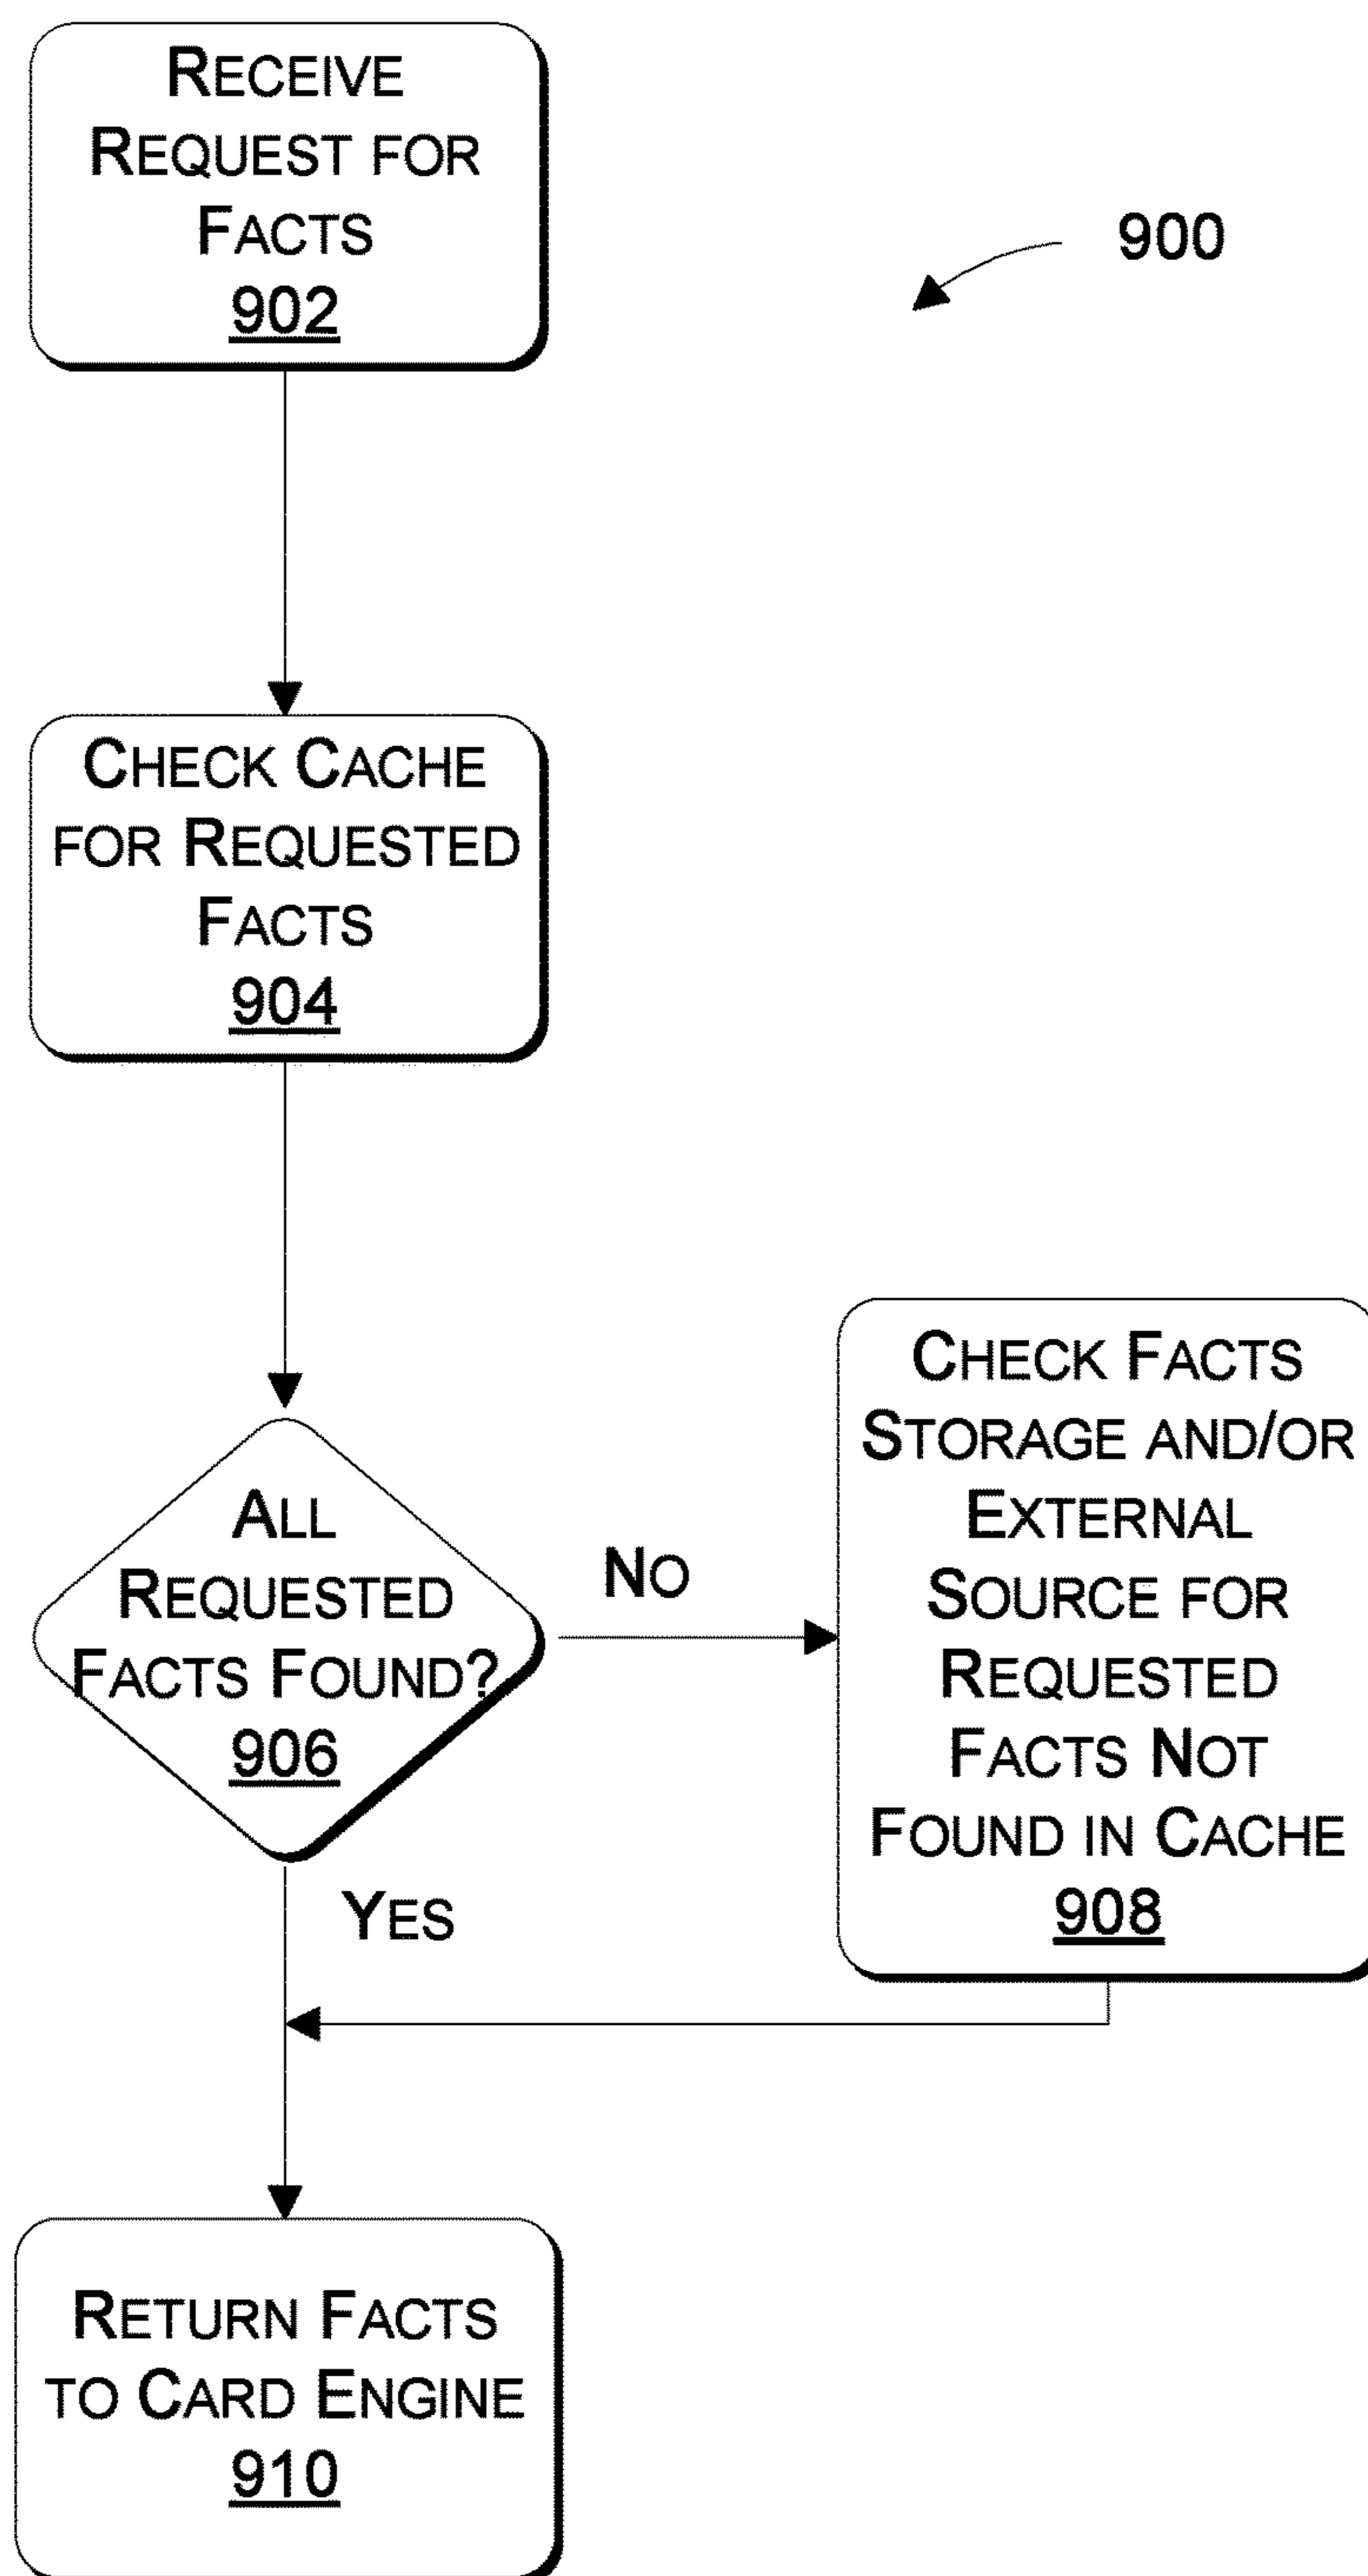 RECEIVE
REQUEST FOR
FACTS
902
900
CHECK CACHE
FOR REQUESTED
FACTS
904
ALL
REQUESTED
FACTS FOUND?
906
NO
YES
CHECK FACTS
STORAGE AND/OR
EXTERNAL
SOURCE FOR
REQUESTED
FACTS NOT
FOUND IN CACHE
908
RETURN FACTS
TO CARD ENGINE
910